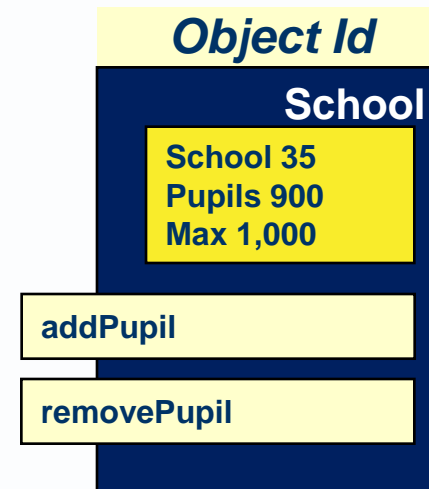 Object Id
School
School 35
Pupils 900
Max 1,000
addPupil
removePupil